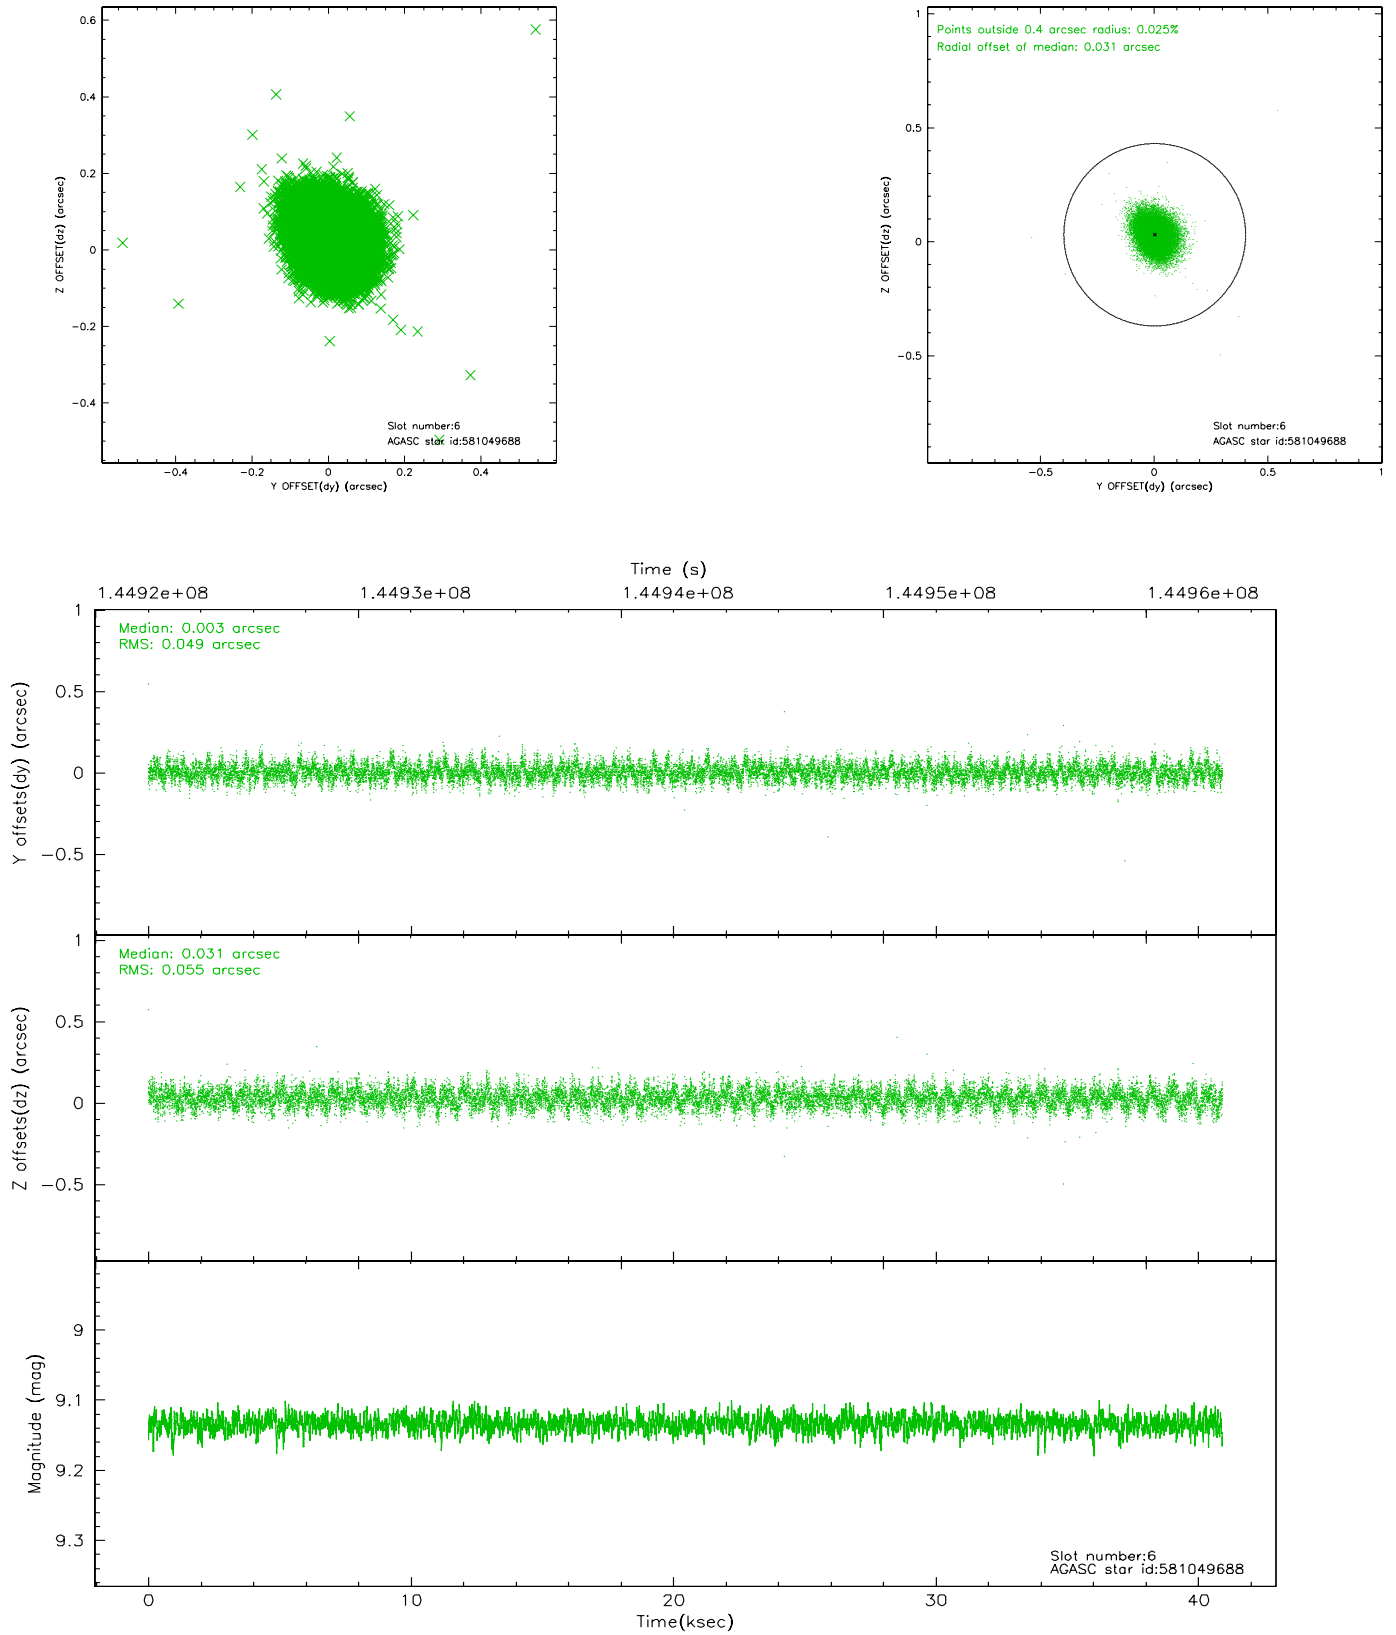 0.6
0.4
0.2
0
−0.2
−0.4
Z OFFSET(dz) (arcsec)
−0.4
−0.2
0
0.2
0.4
Y OFFSET(dy) (arcsec)
Slot number:6
AGASC star id:581049688
Points outside 0.4 arcsec radius: 0.025%
Radial offset of median: 0.031 arcsec
1
0.5
0
−0.5
Z OFFSET(dz) (arcsec)
−0.5
0
0.5
1
Y OFFSET(dy) (arcsec)
Slot number:6
AGASC star id:581049688
Time (s)
1.4492e+08
1.4493e+08
1.4494e+08
1.4495e+08
1.4496e+08
Median: 0.003 arcsec
RMS: 0.049 arcsec
1
0.5
0
−0.5
Y offsets(dy) (arcsec)
Median: 0.031 arcsec
RMS: 0.055 arcsec
1
0.5
0
−0.5
Z offsets(dz) (arcsec)
9
9.1
9.2
9.3
Magnitude (mag)
Slot number:6
AGASC star id:581049688
0
10
20
30
40
Time(ksec)